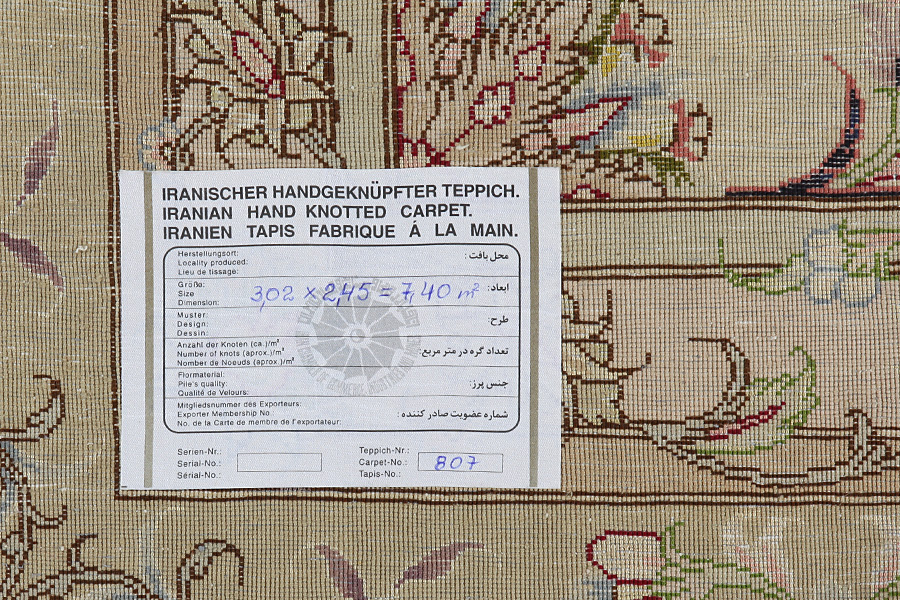 IRANISCHER HANDGEKNÜPFTER TEPPICH.
IRANIAN HAND KNOTTED CARPET.
IRANIEN TAPIS FABRIQUE Á LA MAIN.
Herstellungsort:
Locality produced:
Lieu de tissage:
محل بافت:
Größe:
Size
Dimension:
3,02 × 2,45 = 7,40 m²
ابعاد:
Muster:
Design:
Dessin:
طرح:
Anzahl der Knoten (ca.)/m²
Number of knots (aprox.)/m²
Number de Noeuds (aprox.)/m²
تعداد گره در متر مربع:
Flormaterial:
Pile's quality:
Qualité de Velours:
جنس پرز:
Mitgliedsnummer des Exporteurs:
Exporter Membership No.:
No. de la Carte de membre de l'exportateur:
شماره عضویت صادر کننده:
Serien-Nr.:
Serial-No.:
Sérial-No.:
Teppich-Nr.:
Carpet-No.:
Tapis-No.:
807